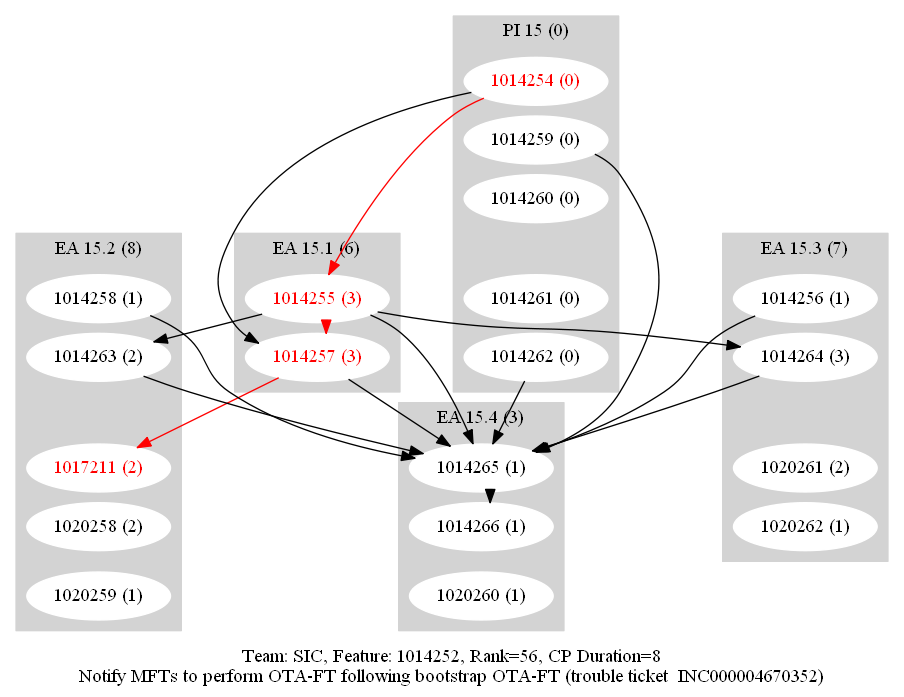 PI 15 (0)
1014254 (0)
1014259 (0)
1014260 (0)
1014261 (0)
1014262 (0)
EA 15.2 (8)
1014258 (1)
1014263 (2)
1017211 (2)
1020258 (2)
1020259 (1)
EA 15.1 (6)
1014255 (3)
1014257 (3)
EA 15.3 (7)
1014256 (1)
1014264 (3)
1020261 (2)
1020262 (1)
EA 15.4 (3)
1014265 (1)
1014266 (1)
1020260 (1)
Team: SIC, Feature: 1014252, Rank=56, CP Duration=8
Notify MFTs to perform OTA-FT following bootstrap OTA-FT (trouble ticket  INC000004670352)